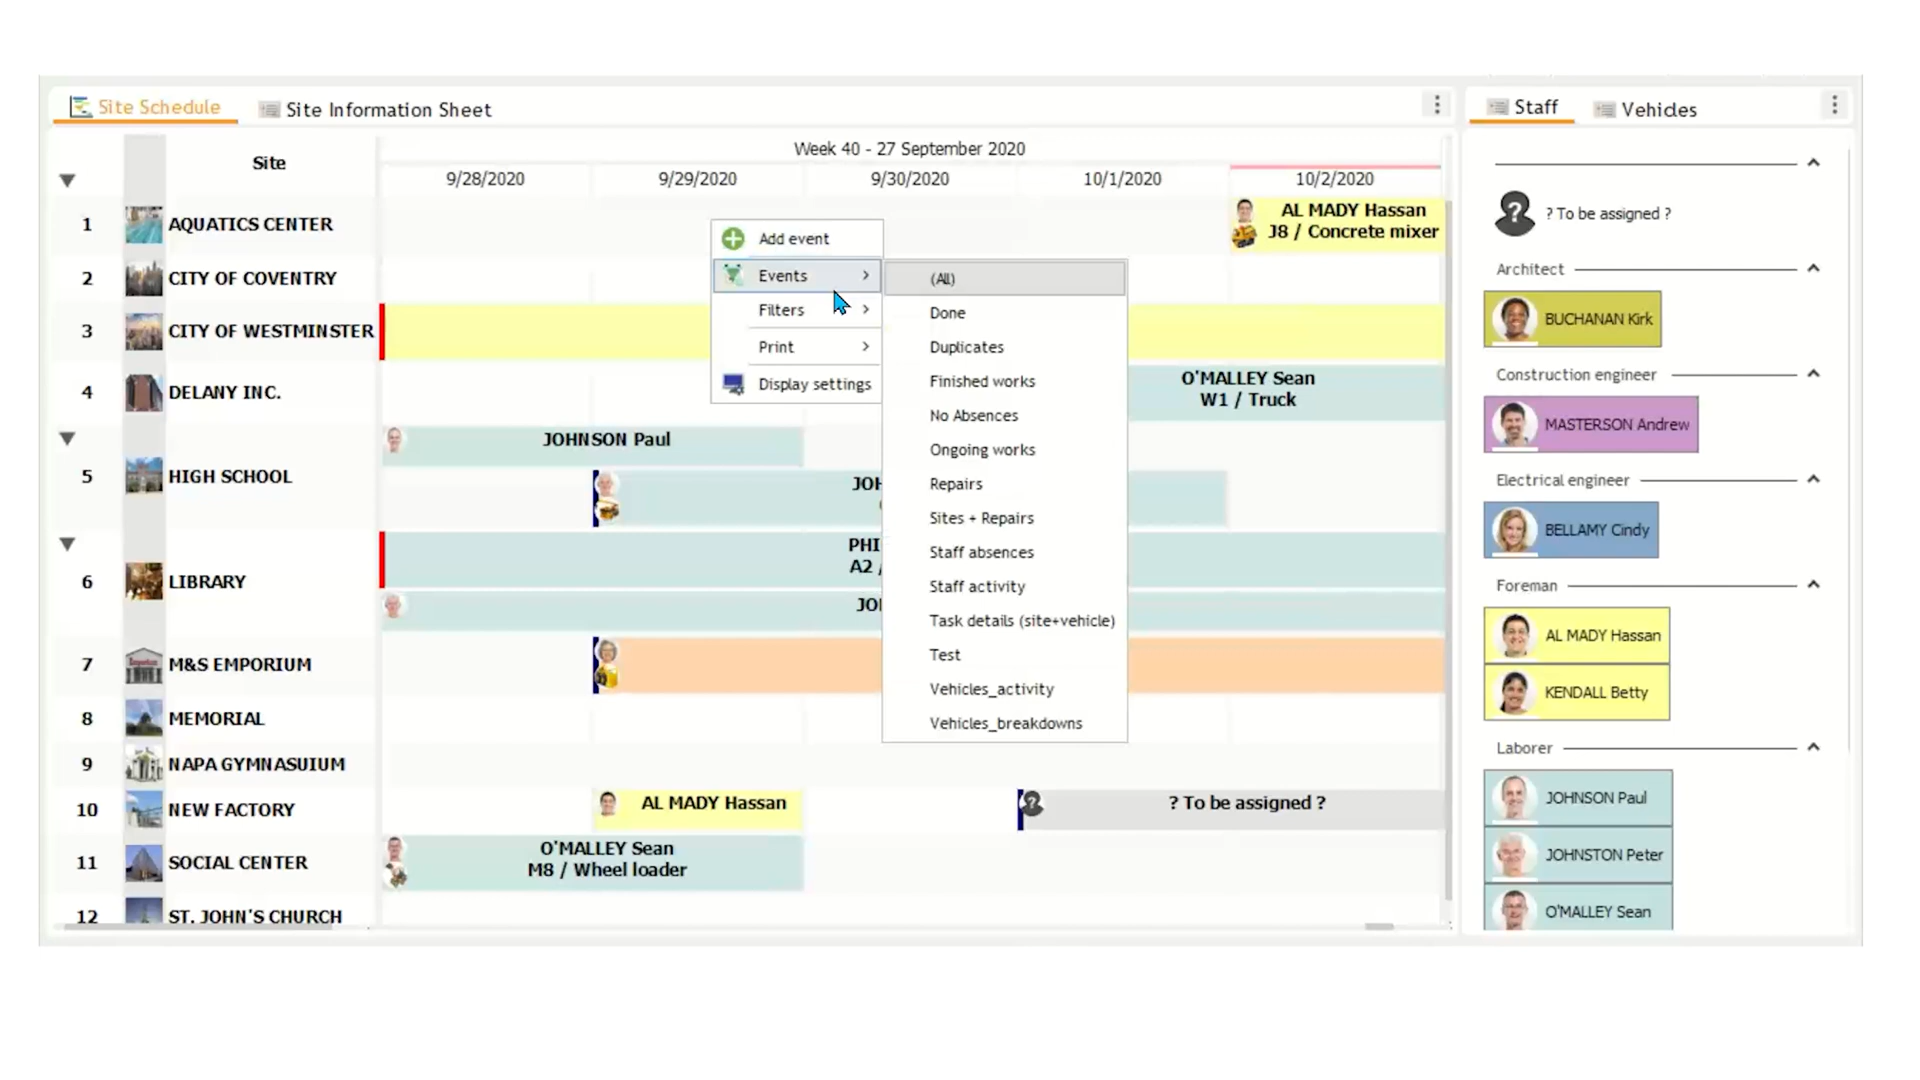 Site Schedule
Site Information Sheet
Staff
Vehicles
Site
Week 40 - 27 September 2020
9/28/2020
9/29/2020
9/30/2020
10/1/2020
10/2/2020
1
AQUATICS CENTER
AL MADY Hassan
J8 / Concrete mixer
2
CITY OF COVENTRY
3
CITY OF WESTMINSTER
4
DELANY INC.
O'MALLEY Sean
W1 / Truck
5
HIGH SCHOOL
JOHNSON Paul
JOH
6
LIBRARY
PHI
A2 /
JO
7
M&S EMPORIUM
8
MEMORIAL
9
NAPA GYMNASUIUM
10
NEW FACTORY
AL MADY Hassan
? To be assigned ?
11
SOCIAL CENTER
O'MALLEY Sean
M8 / Wheel loader
12
ST. JOHN'S CHURCH
Add event
Events
Filters
Print
Display settings
(All)
Done
Duplicates
Finished works
No Absences
Ongoing works
Repairs
Sites + Repairs
Staff absences
Staff activity
Task details (site+vehicle)
Test
Vehicles_activity
Vehicles_breakdowns
? To be assigned ?
Architect
BUCHANAN Kirk
Construction engineer
MASTERSON Andrew
Electrical engineer
BELLAMY Cindy
Foreman
AL MADY Hassan
KENDALL Betty
Laborer
JOHNSON Paul
JOHNSTON Peter
O'MALLEY Sean